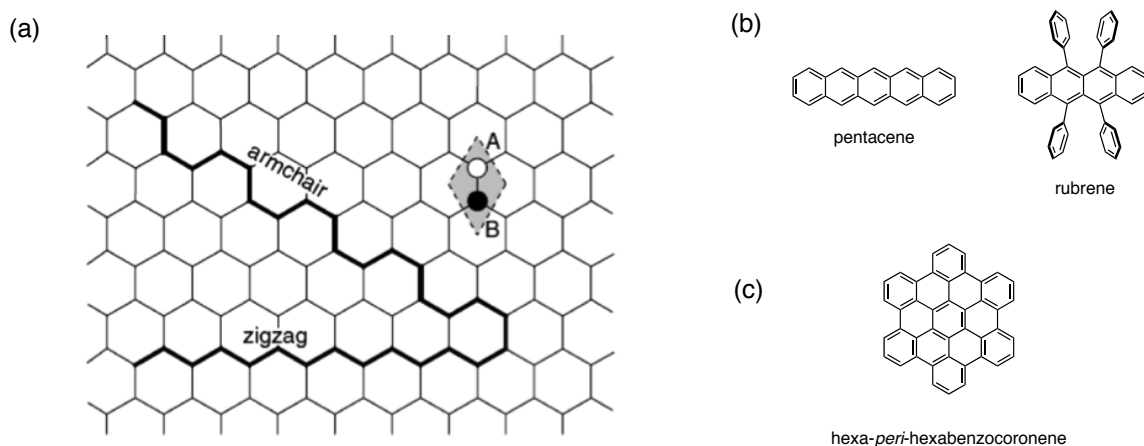 (a)
armchair
A
B
zigzag
(b)
pentacene
rubrene
(c)
hexa-peri-hexabenzocoronene